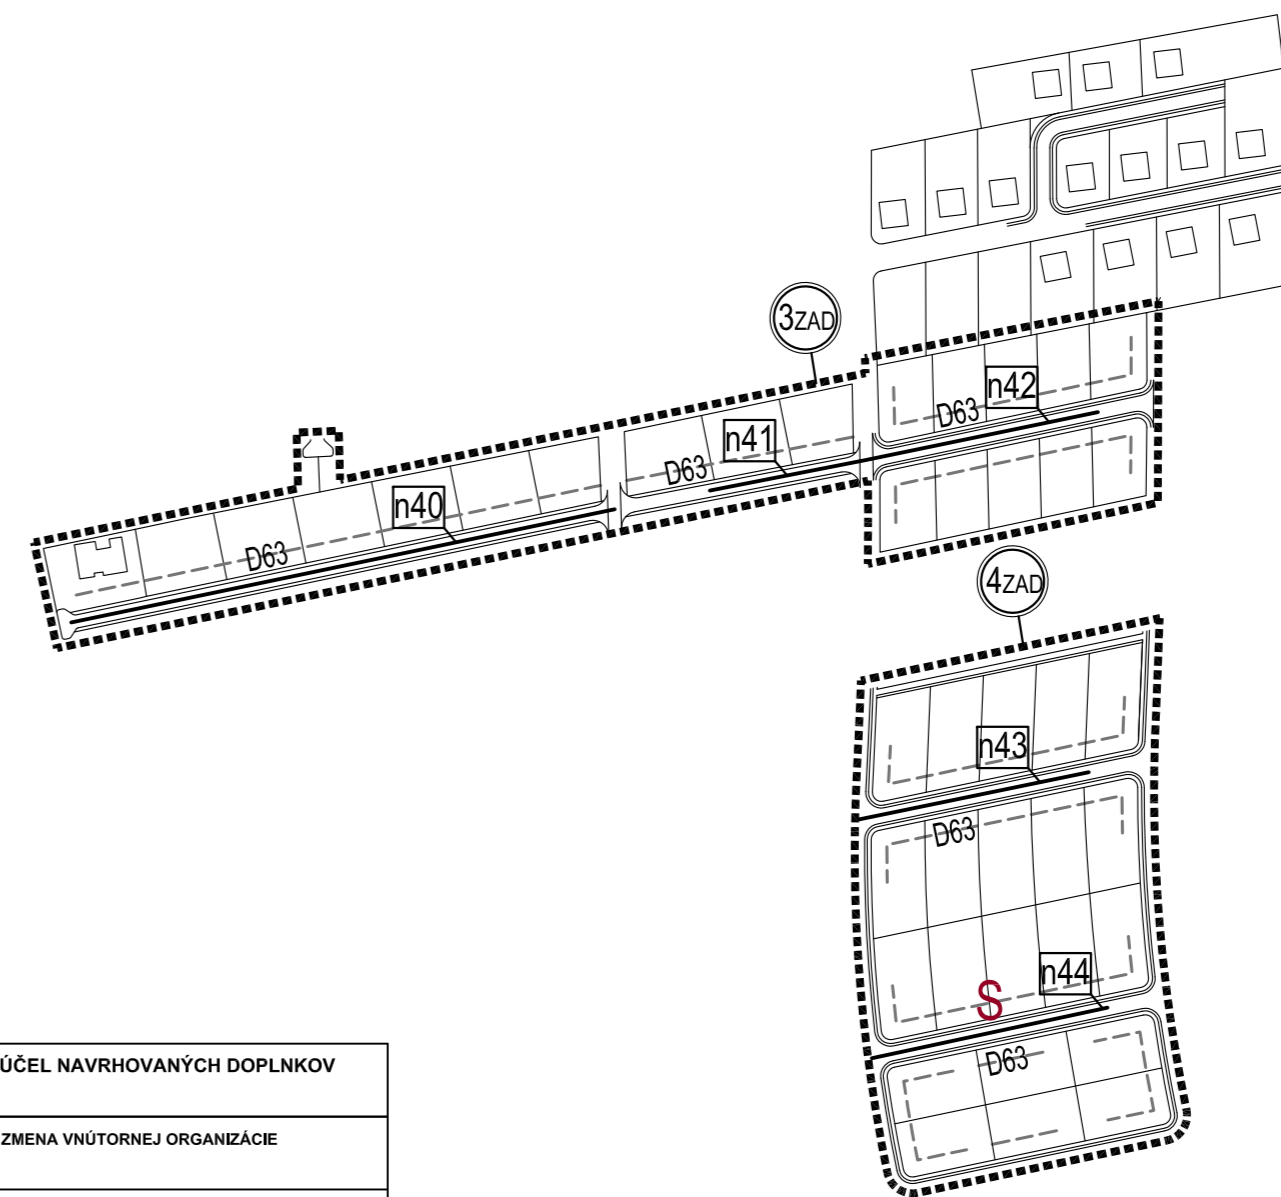 3ZAD
n42
D63
n41
D63
n40
D63
4ZAD
n43
D63
n44
S
D63
ÚČEL NAVRHOVANÝCH DOPLNKOV
ZMENA VNÚTORNEJ ORGANIZÁCIE